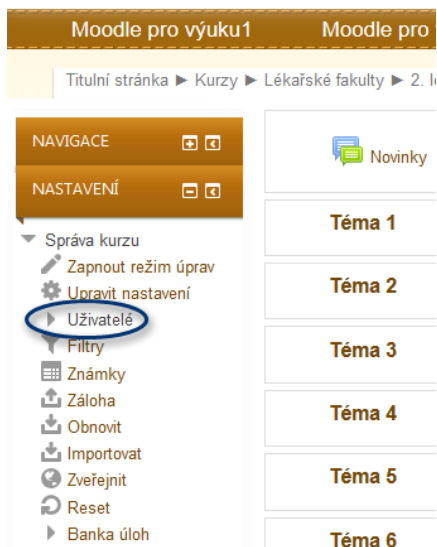 Moodle pro výuku1 Moodle pro
Titulní stránka ► Kurzy ► Lékařské fakulty ► 2.
NAVIGACE
NASTAVENÍ
Správa kurzu
Zapnout režim úprav
Upravit nastavení
Uživatelé
Filtry
Známky
Záloha
Obnovit
Importovat
Zveřejnit
Reset
Banka úloh
Novinky
Téma 1
Téma 2
Téma 3
Téma 4
Téma 5
Téma 6